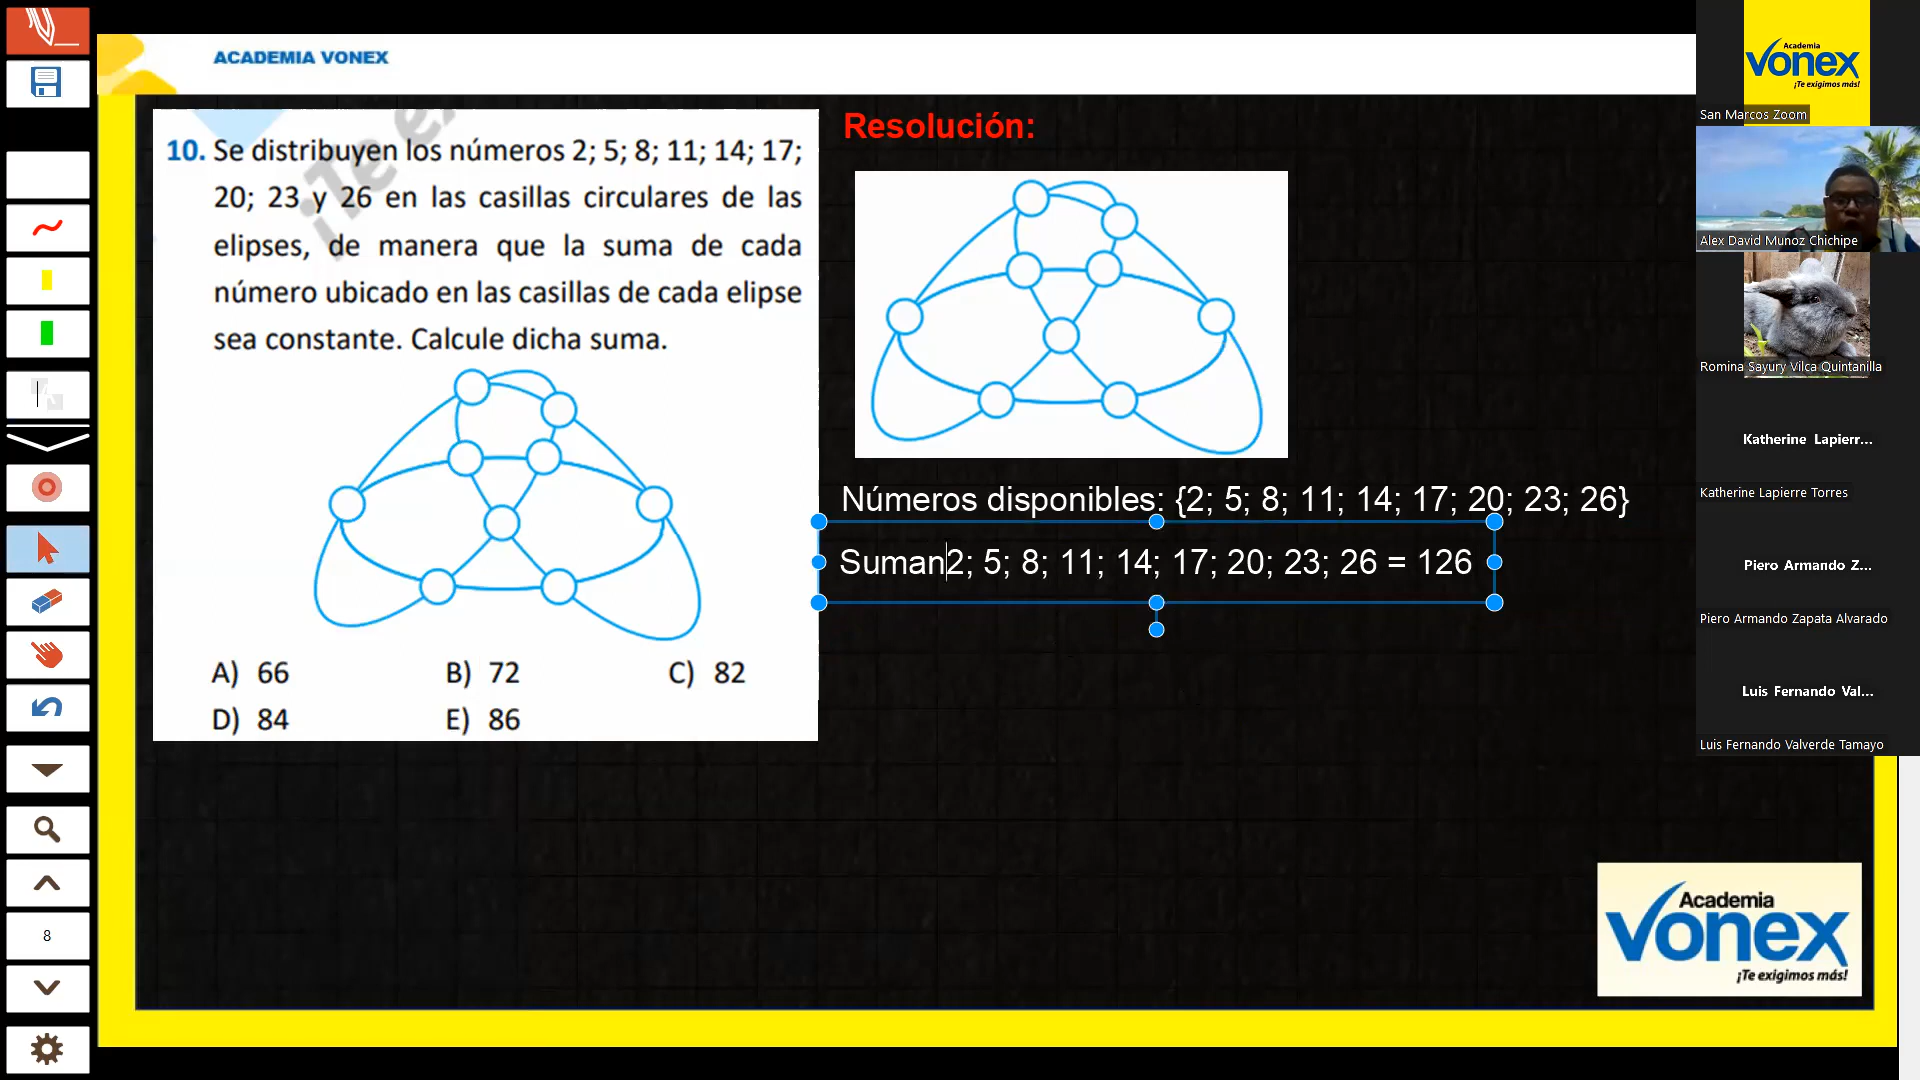 ACADEMIA VONEX
10. Se distribuyen los números 2; 5; 8; 11; 14; 17;
20; 23 y 26 en las casillas circulares de las
elipses, de manera que la suma de cada
número ubicado en las casillas de cada elipse
sea constante. Calcule dicha suma.
A) 66 B) 72 C) 82
D) 84 E) 86
¡Te ex
Resolución:
Números disponibles: {2; 5; 8; 11; 14; 17; 20; 23; 26}
Suman2; 5; 8; 11; 14; 17; 20; 23; 26 = 126
8
Academia
vonex
¡Te exigimos más!
Academia
vonex
¡Te exigimos más!
San Marcos Zoom
Alex David Munoz Chichipe
Romina Sayury Vilca Quintanilla
Katherine Lapierr...
Katherine Lapierre Torres
Piero Armando Z...
Piero Armando Zapata Alvarado
Luis Fernando Val...
Luis Fernando Valverde Tamayo